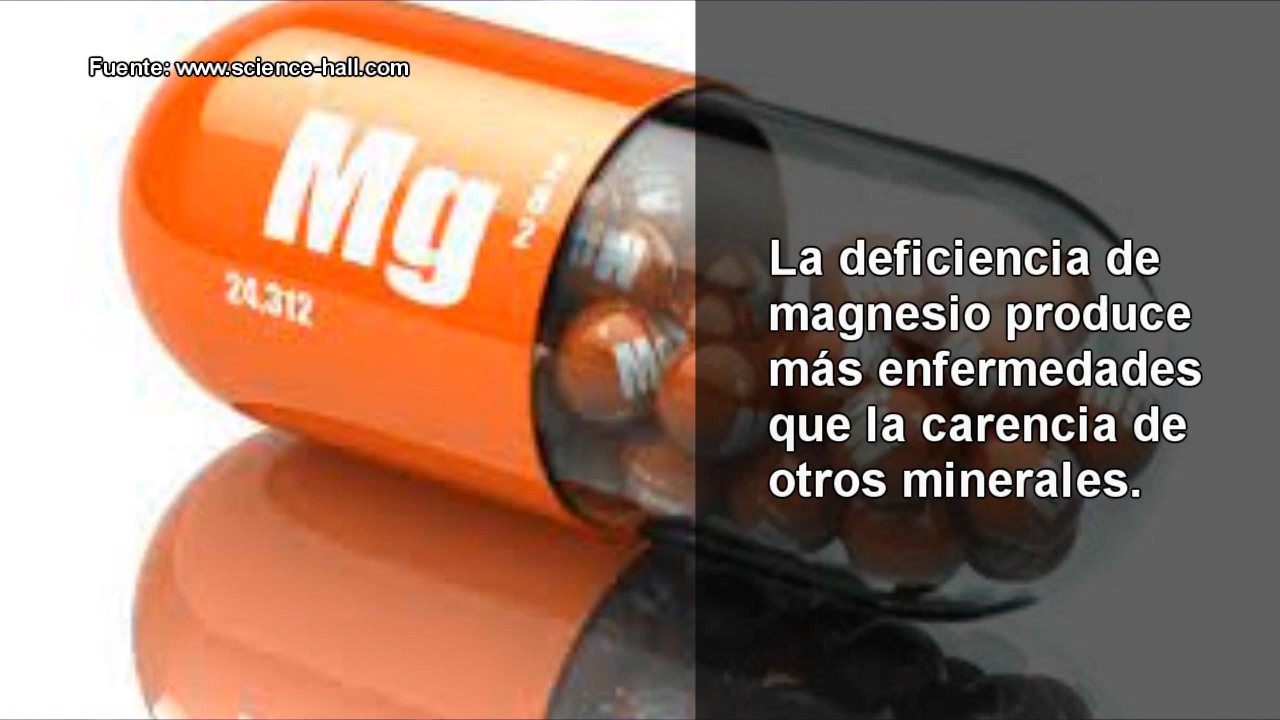 Fuente: www.science-hall.com
Mg
24.312
La deficiencia de
magnesio produce
más enfermedades
que la carencia de
otros minerales.